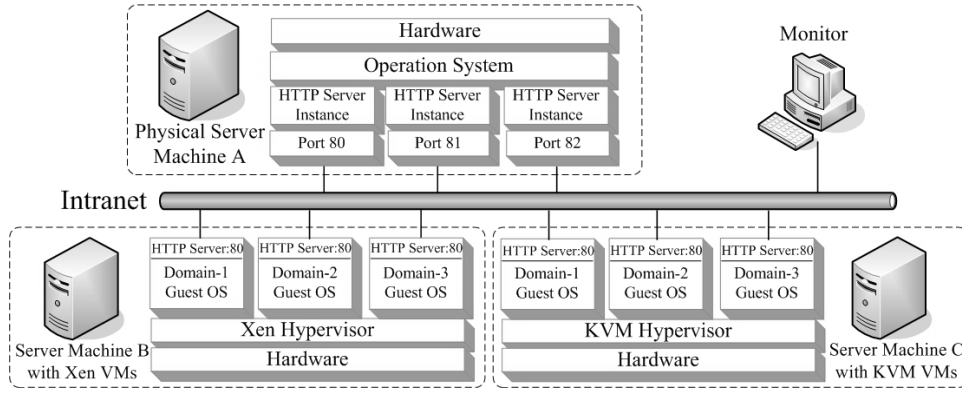 Hardware
Operation System
HTTP Server Instance
HTTP Server Instance
HTTP Server Instance
Port 80
Port 81
Port 82
Physical Server
Machine A
Monitor
Intranet
HTTP Server:80
Domain-1
Guest OS
HTTP Server:80
Domain-2
Guest OS
HTTP Server:80
Domain-3
Guest OS
Xen Hypervisor
Hardware
Server Machine B
with Xen VMs
HTTP Server:80
Domain-1
Guest OS
HTTP Server:80
Domain-2
Guest OS
HTTP Server:80
Domain-3
Guest OS
KVM Hypervisor
Hardware
Server Machine C
with KVM VMs